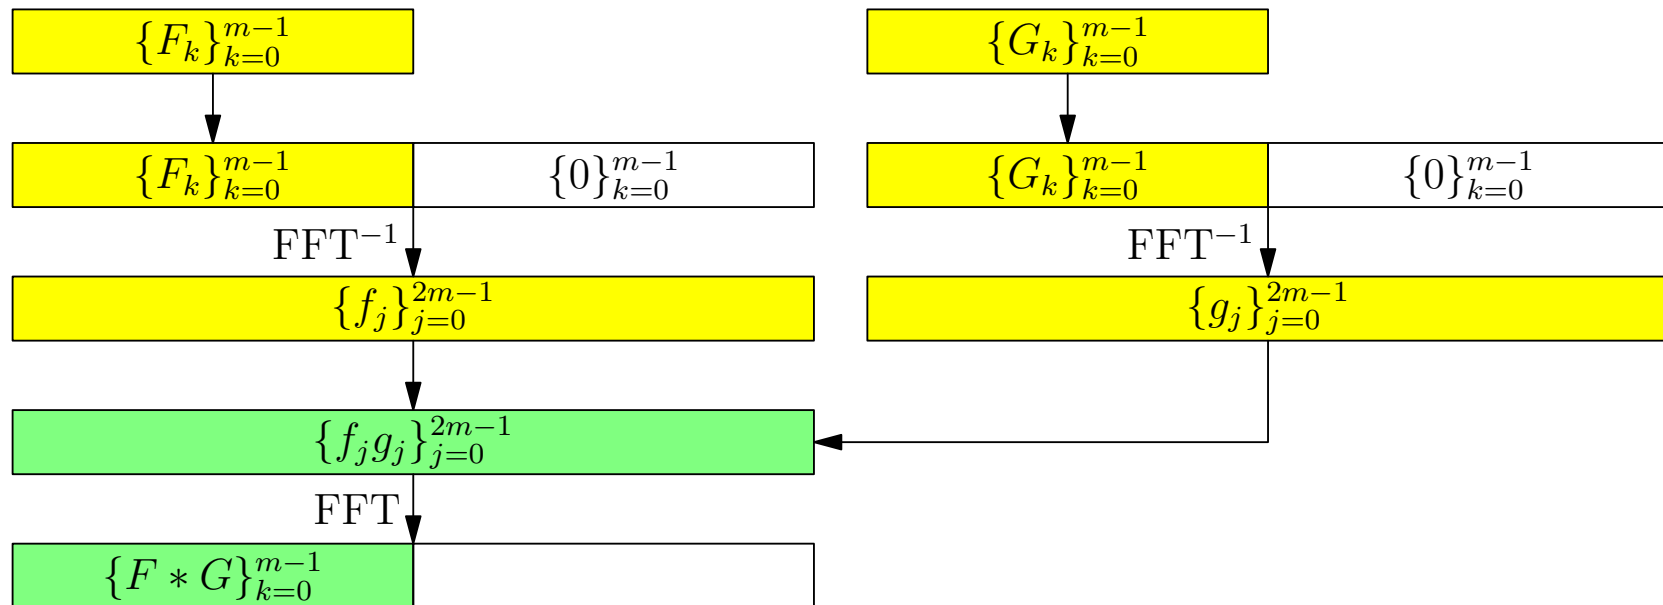 {F_k}_{k=0}^{m-1} {G_k}_{k=0}^{m-1}
{F_k}_{k=0}^{m-1} {0}_{k=0}^{m-1} {G_k}_{k=0}^{m-1} {0}_{k=0}^{m-1}
FFT^{-1} FFT^{-1}
{f_j}_{j=0}^{2m-1} {g_j}_{j=0}^{2m-1}
{f_j g_j}_{j=0}^{2m-1}
FFT
{F * G}_{k=0}^{m-1}